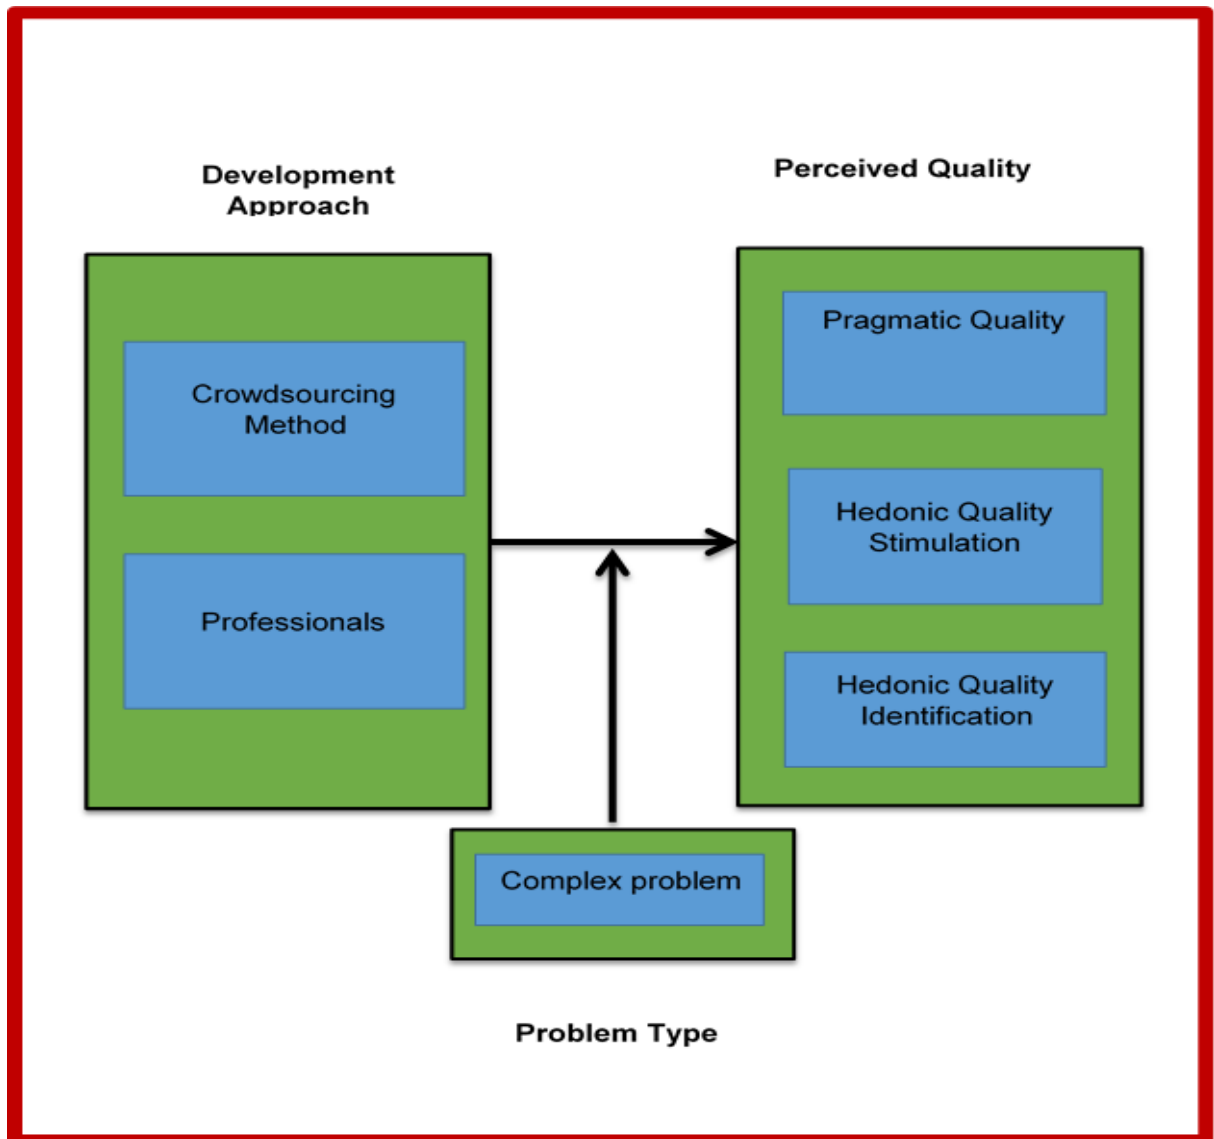 Development
Approach
Perceived Quality
Crowdsourcing
Method
Professionals
Pragmatic Quality
Hedonic Quality
Stimulation
Hedonic Quality
Identification
Complex problem
Problem Type